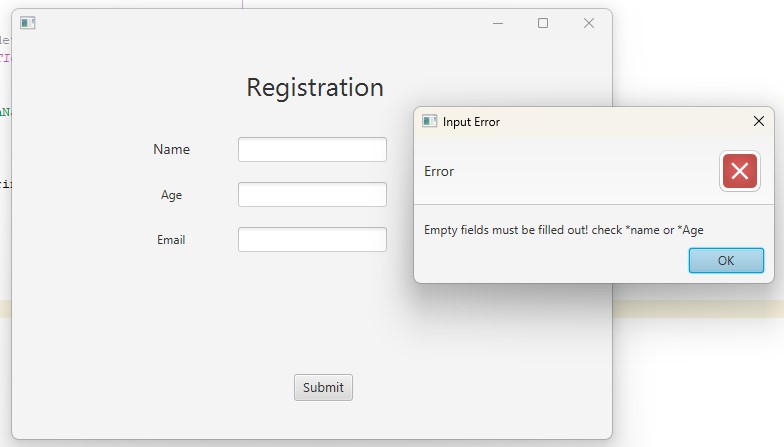 Registration
Name
Age
Email
Submit
Input Error
Error
Empty fields must be filled out! check *name or *Age
OK